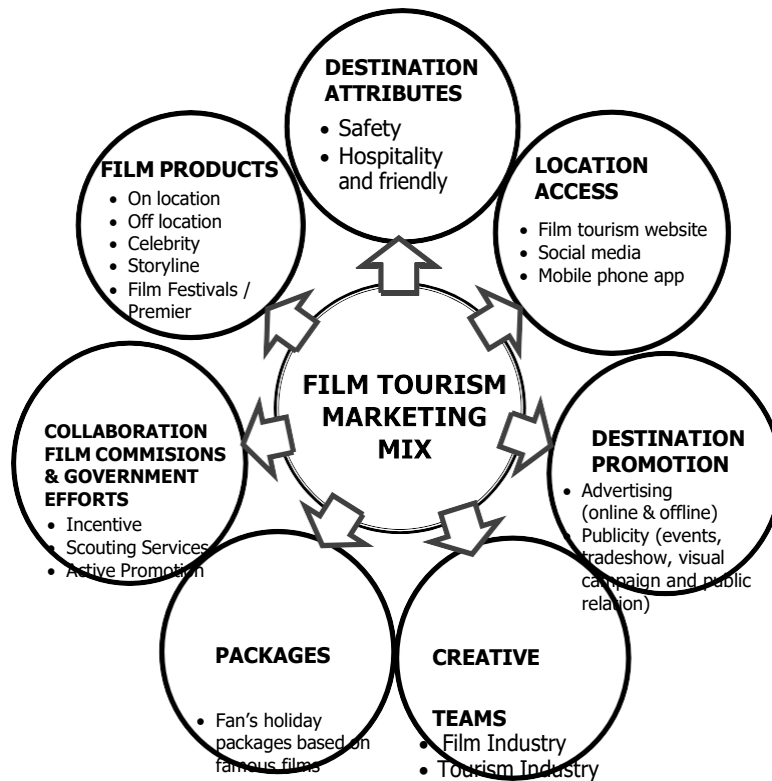 DESTINATION
ATTRIBUTES
• Safety
• Hospitality
and friendly
LOCATION
ACCESS
• Film tourism website
• Social media
• Mobile phone app
DESTINATION
PROMOTION
• Advertising
(online & offline)
• Publicity (events,
tradeshow, visual
campaign and public
relation)
CREATIVE
TEAMS
• Film Industry
• Tourism Industry
PACKAGES
• Fan's holiday
packages based on
famous films
COLLABORATION
FILM COMMISIONS
& GOVERNMENT
EFFORTS
• Incentive
• Scouting Services
• Active Promotion
FILM PRODUCTS
• On location
• Off location
• Celebrity
• Storyline
• Film Festivals /
Premier
FILM TOURISM
MARKETING
MIX